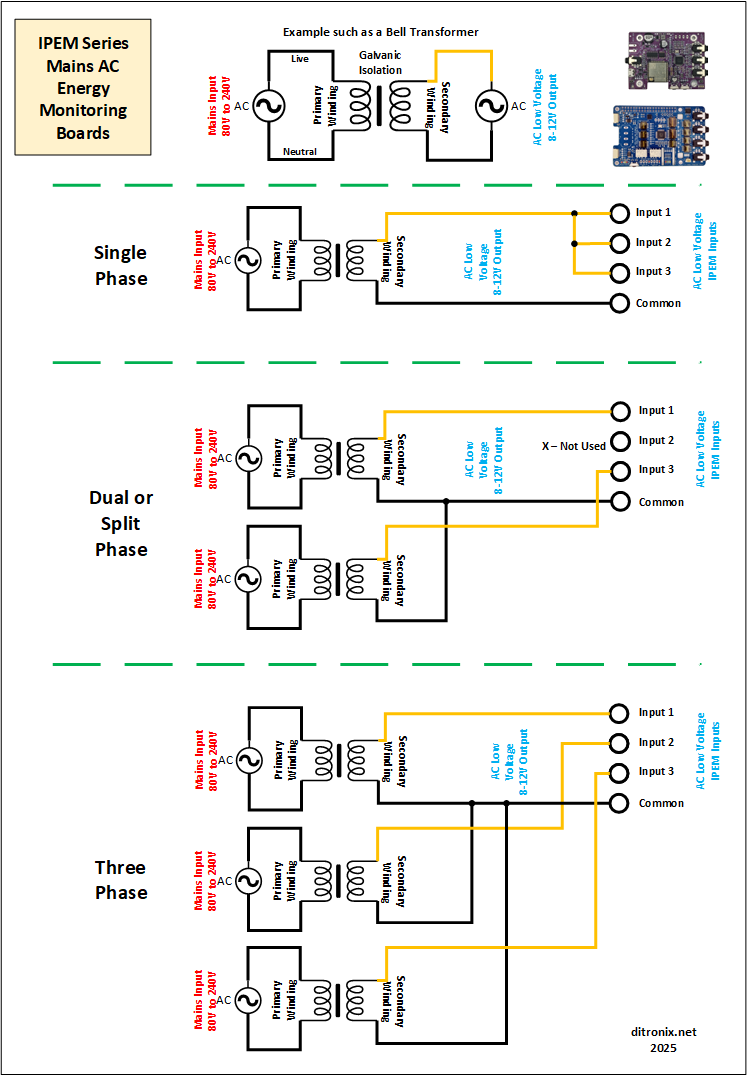 IPEM Series
Mains AC
Energy
Monitoring
Boards
Example such as a Bell Transformer
Live
Galvanic
Isolation
Mains Input
80V to 240V
AC
Primary
Winding
Secondary
Winding
AC
AC Low Voltage
8-12V Output
Neutral
Single
Phase
Mains Input
80V to 240V
AC
Primary
Winding
Secondary
Winding
AC Low
Voltage
8-12V Output
Input 1
Input 2
Input 3
Common
AC Low Voltage
IPEM Inputs
Dual or
Split
Phase
Mains Input
80V to 240V
AC
Primary
Winding
Secondary
Winding
AC Low
Voltage
8-12V Output
Input 1
X – Not Used
Input 2
Input 3
Common
AC Low Voltage
IPEM Inputs
Mains Input
80V to 240V
AC
Primary
Winding
Secondary
Winding
Three
Phase
Mains Input
80V to 240V
AC
Primary
Winding
Secondary
Winding
AC Low
Voltage
8-12V Output
Input 1
Input 2
Input 3
Common
AC Low Voltage
IPEM Inputs
Mains Input
80V to 240V
AC
Primary
Winding
Secondary
Winding
Mains Input
80V to 240V
AC
Primary
Winding
Secondary
Winding
ditronix.net
2025